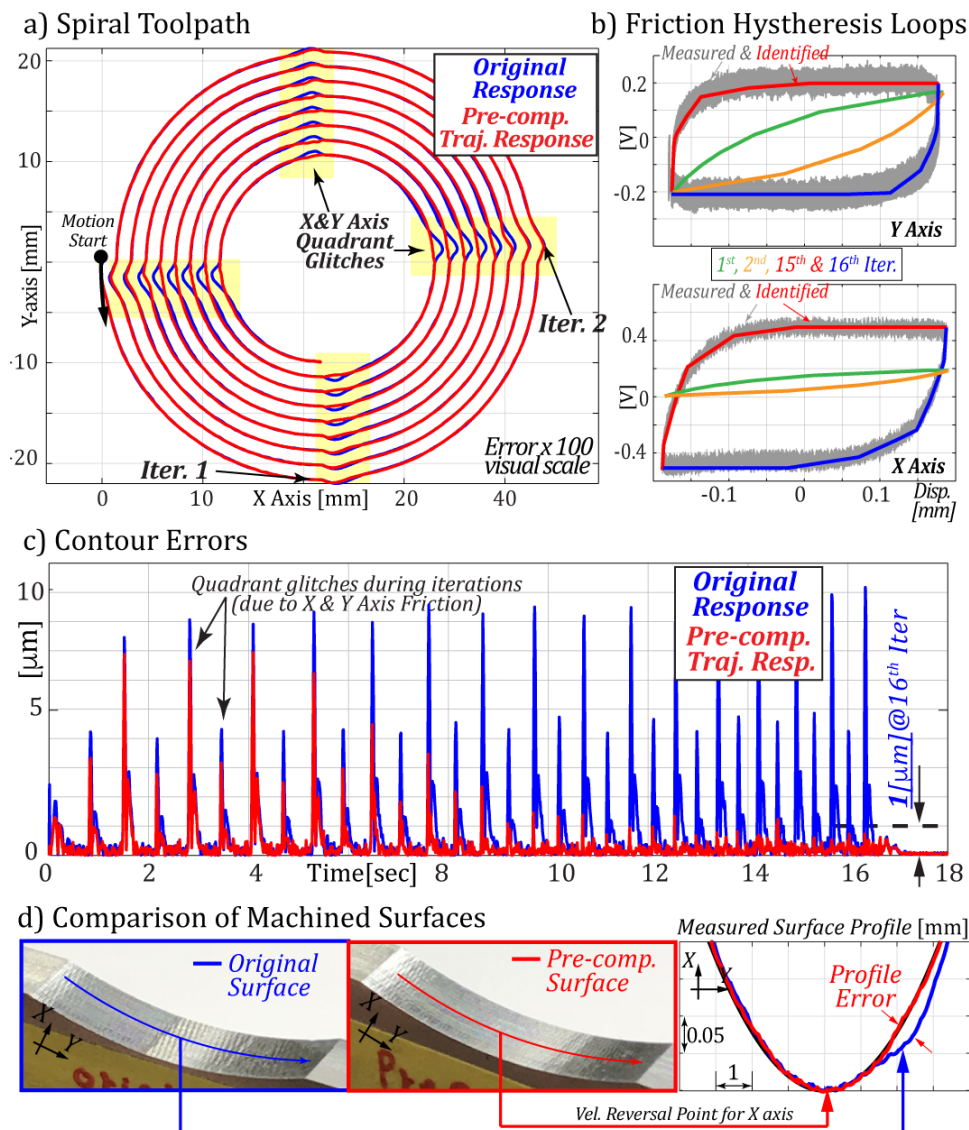 a) Spiral Toolpath
20
10
0
-10
-20
Y-axis [mm]
Original
Response
Pre-comp.
Traj. Response
Motion
Start
X&Y Axis
Quadrant
Glitches
Iter. 2
Iter. 1
Error x 100
visual scale
0
10
X Axis [mm]
20
40
b) Friction Hystheresis Loops
Measured & Identified
0.2
0
-0.2
[V]
Y Axis
1st, 2nd, 15th & 16th Iter.
Measured & Identified
0.4
0
-0.4
[V]
X Axis
-0.1
0
0.1
Disp.
[mm]
c) Contour Errors
10
5
0
[µm]
Quadrant glitches during iterations
(due to X & Y Axis Friction)
Original
Response
Pre-comp.
Traj. Resp.
1[µm]@16th Iter
0
2
4
Time[sec]
6
8
10
12
14
16
18
d) Comparison of Machined Surfaces
Original
Surface
X
Y
Pre-comp.
Surface
X
Y
Measured Surface Profile [mm]
X
Y
0.05
1
Profile
Error
Vel. Reversal Point for X axis